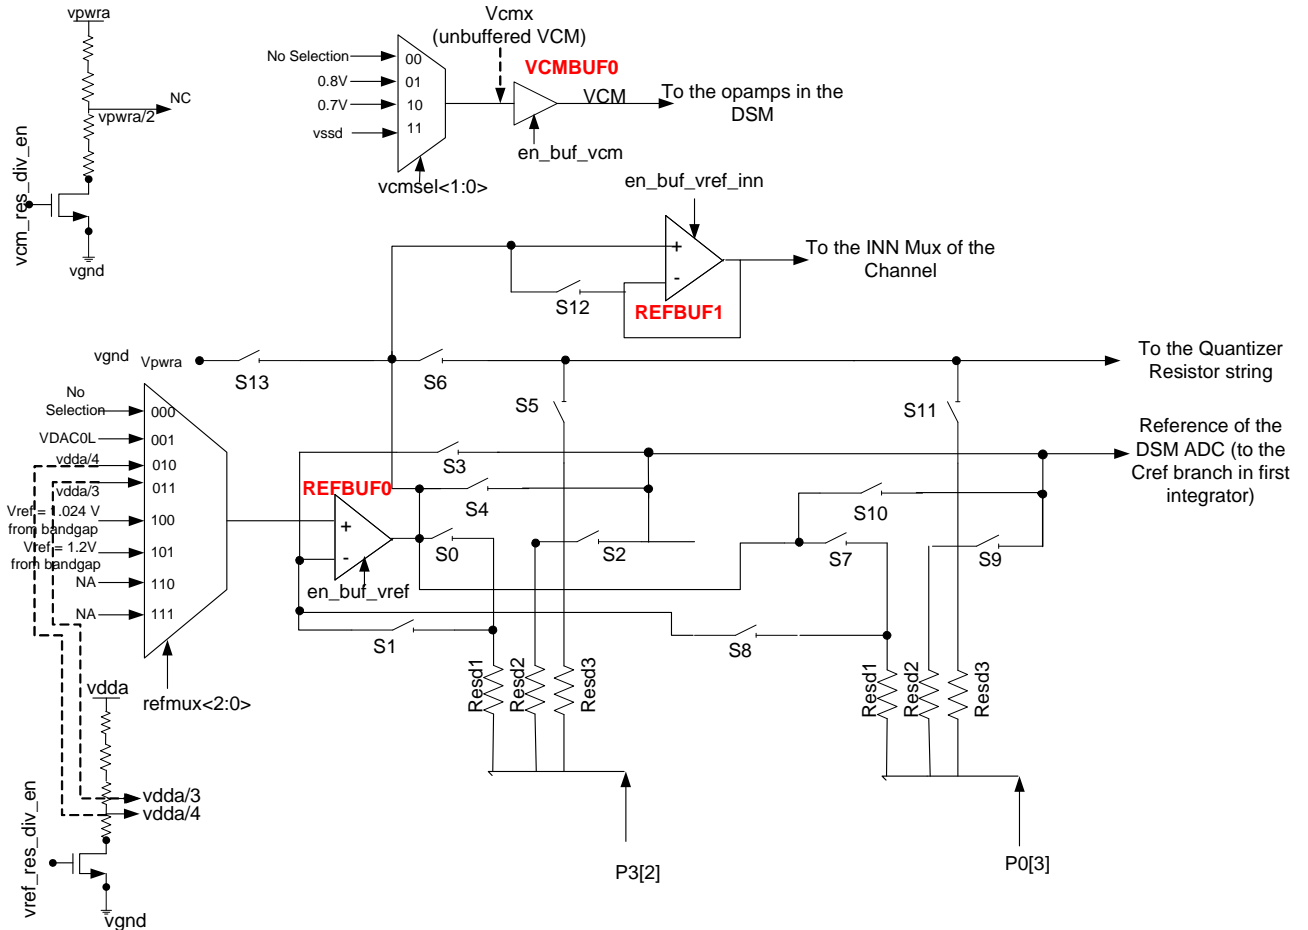 vpwra
NC
vpwra/2
vcm_res_div_en
vgnd
Vcmx
(unbuffered VCM)
No Selection
00
VCMBUF0
0.8V
01
0.7V
10
VCM
To the opamps in the
DSM
vssd
11
en_buf_vcm
vcmsel<1:0>
en_buf_vref_inn
+
To the INN Mux of the
Channel
-
S12
REFBUF1
vgnd
Vpwra
S13
S6
To the Quantizer
Resistor string
No
Selection
000
S5
S11
VDAC0L
001
vdda/4
010
S3
Reference of the
DSM ADC (to the
Cref branch in first
integrator)
vdda/3
011
REFBUF0
S4
S10
Vref = 1.024 V
from bandgap
100
+
S0
S2
S7
S9
Vref = 1.2V
from bandgap
101
-
NA
110
en_buf_vref
NA
111
S1
S8
Resd1
Resd2
Resd3
Resd1
Resd2
Resd3
refmux<2:0>
vdda
vdda/3
vdda/4
vref_res_div_en
vgnd
P3[2]
P0[3]